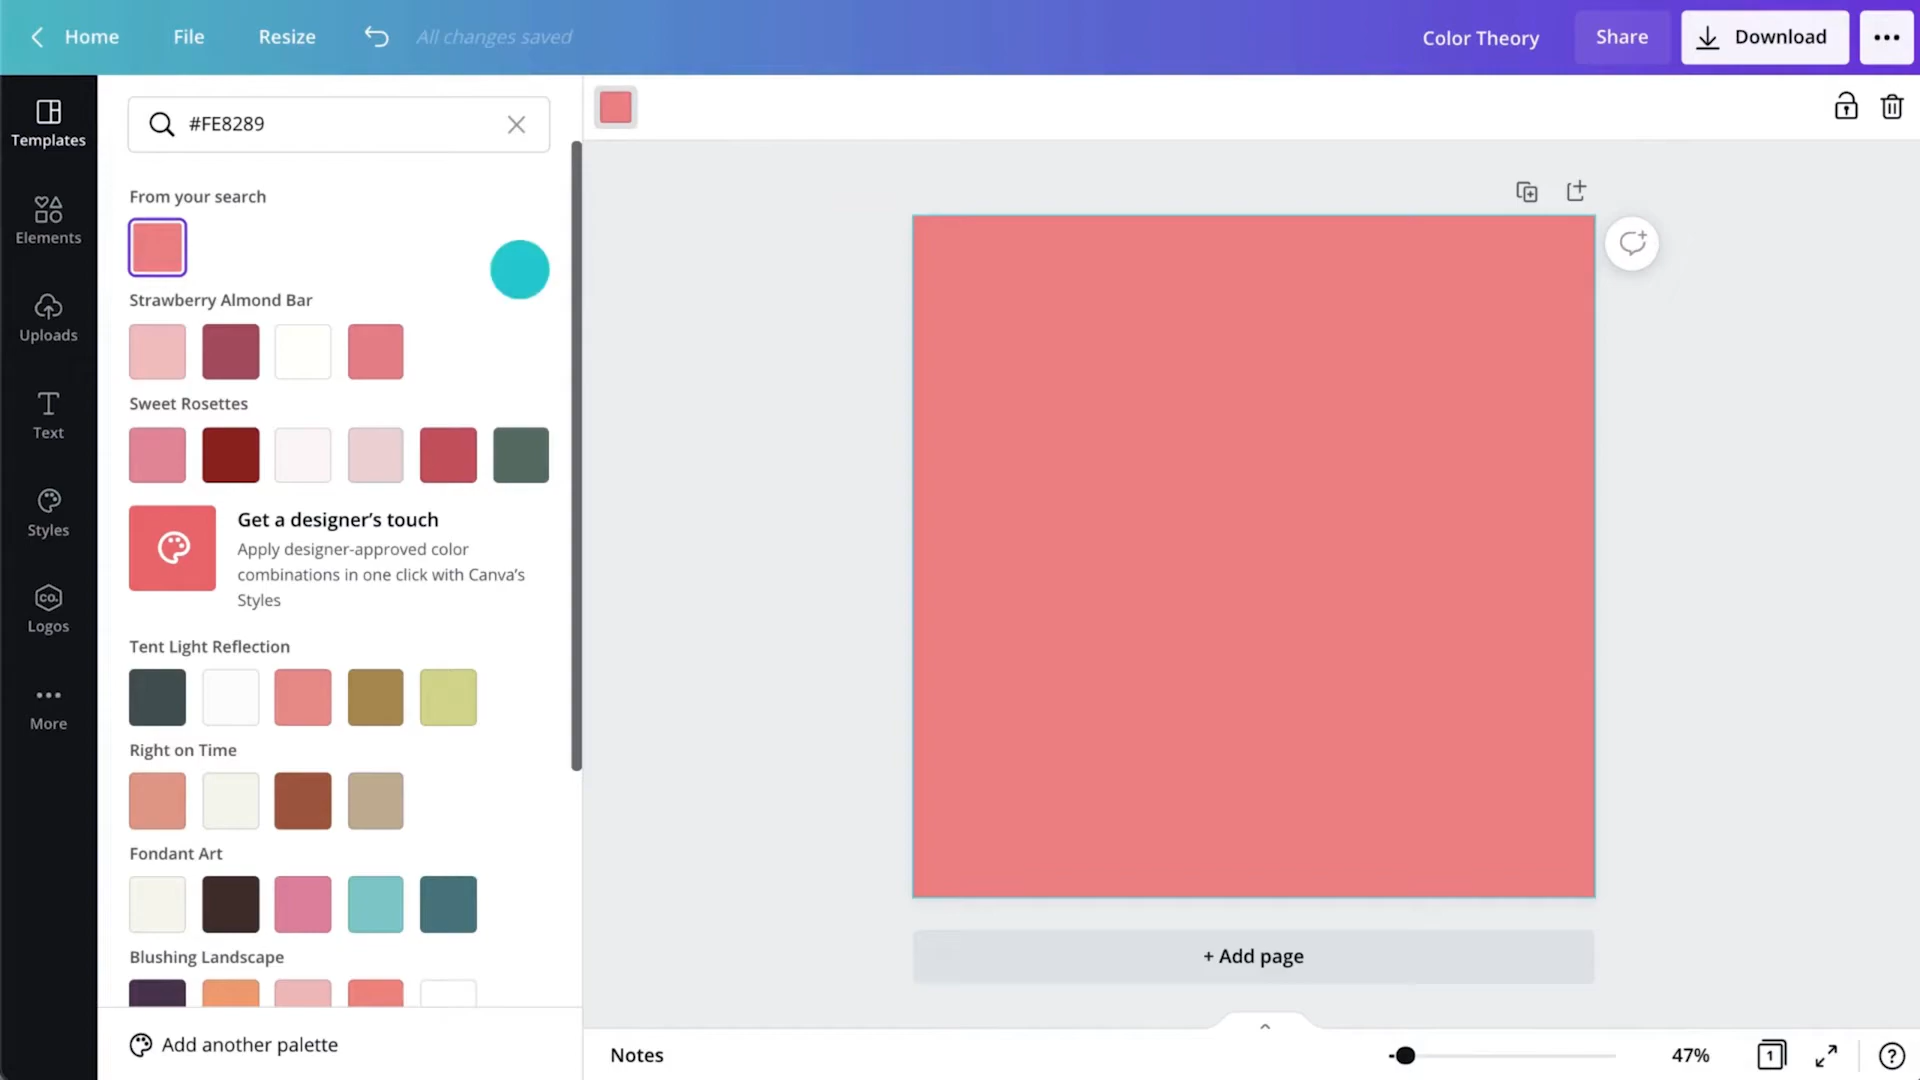 Home
File
Resize
All changes saved
Color Theory
Share
Download
Templates
Elements
Uploads
Text
Styles
CO.
Logos
More
#FE8289
From your search
Strawberry Almond Bar
Sweet Rosettes
Get a designer’s touch
Apply designer-approved color
combinations in one click with Canva’s
Styles
Tent Light Reflection
Right on Time
Fondant Art
Blushing Landscape
Add another palette
+ Add page
Notes
47%
1
?